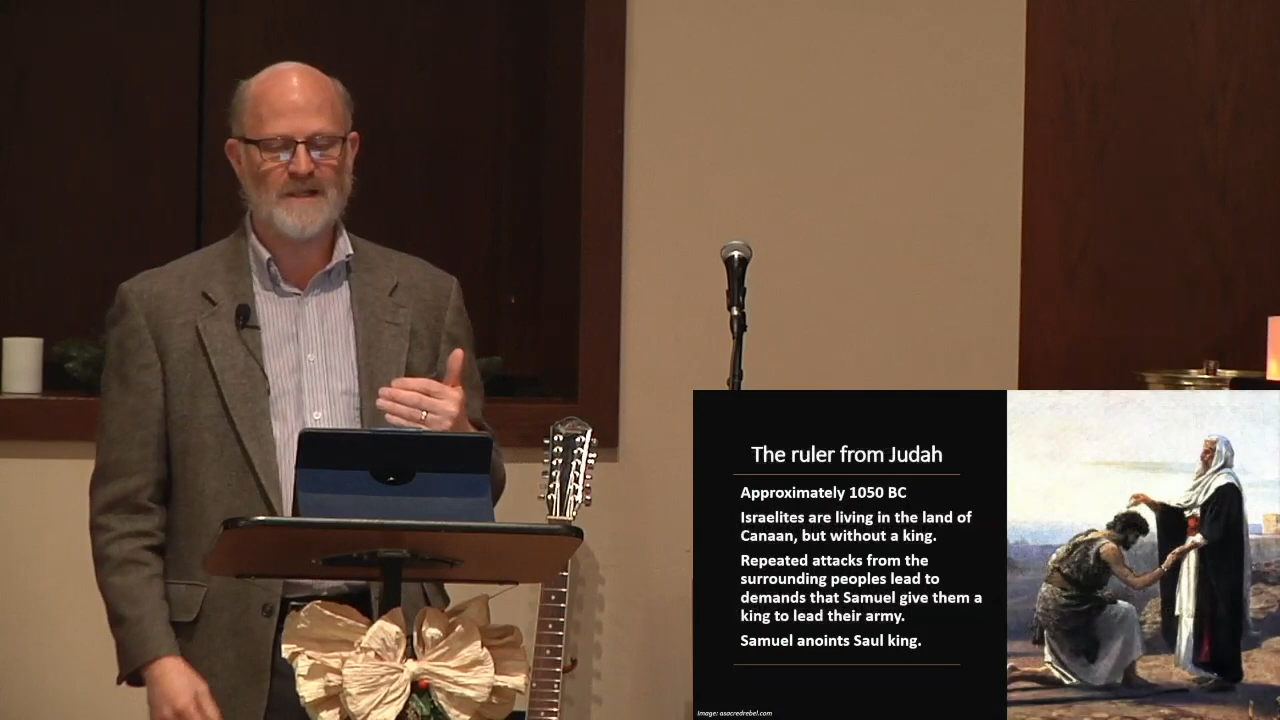 The ruler from Judah
Approximately 1050 BC
Israelites are living in the land of
Canaan, but without a king.
Repeated attacks from the
surrounding peoples lead to
demands that Samuel give them a
king to lead their army.
Samuel anoints Saul king.
Image: asacredrebel.com